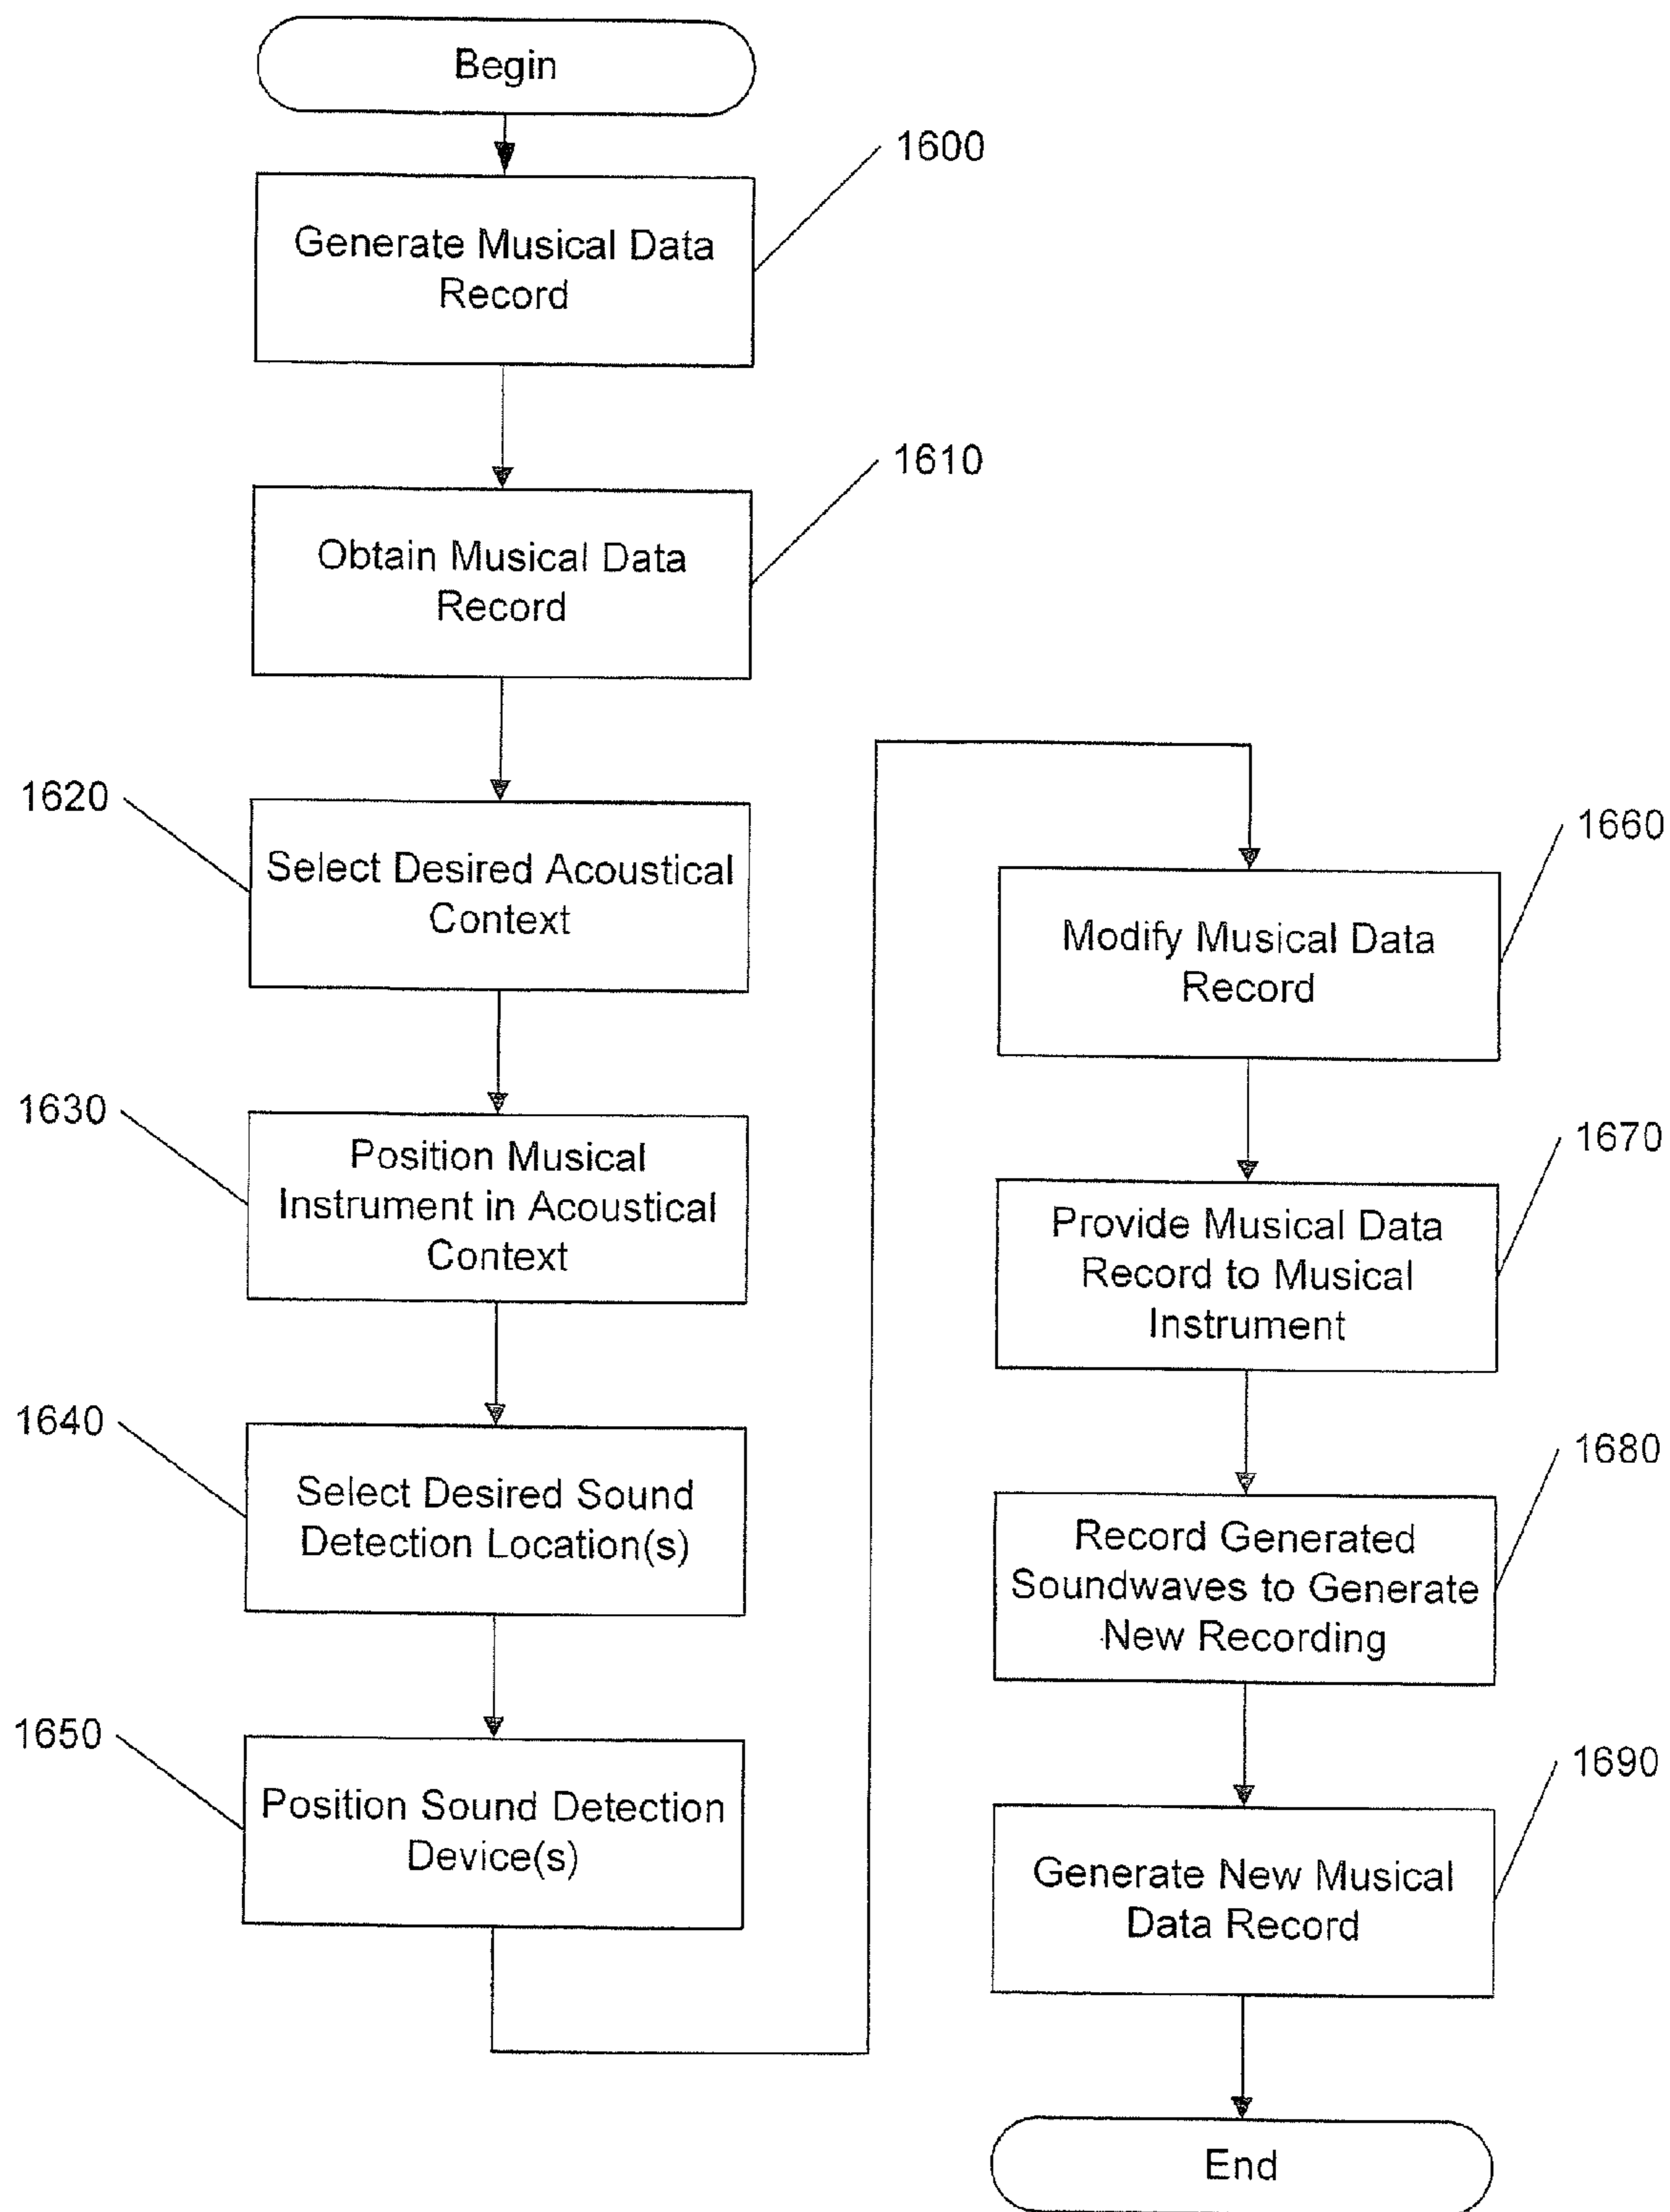 Begin
1600
Generate Musical Data
Record
1610
Obtain Musical Data
Record
1620
Select Desired Acoustical
Context
1630
Position Musical
Instrument in Acoustical
Context
1640
Select Desired Sound
Detection Location(s)
1650
Position Sound Detection
Device(s)
1660
Modify Musical Data
Record
1670
Provide Musical Data
Record to Musical
Instrument
1680
Record Generated
Soundwaves to Generate
New Recording
1690
Generate New Musical
Data Record
End